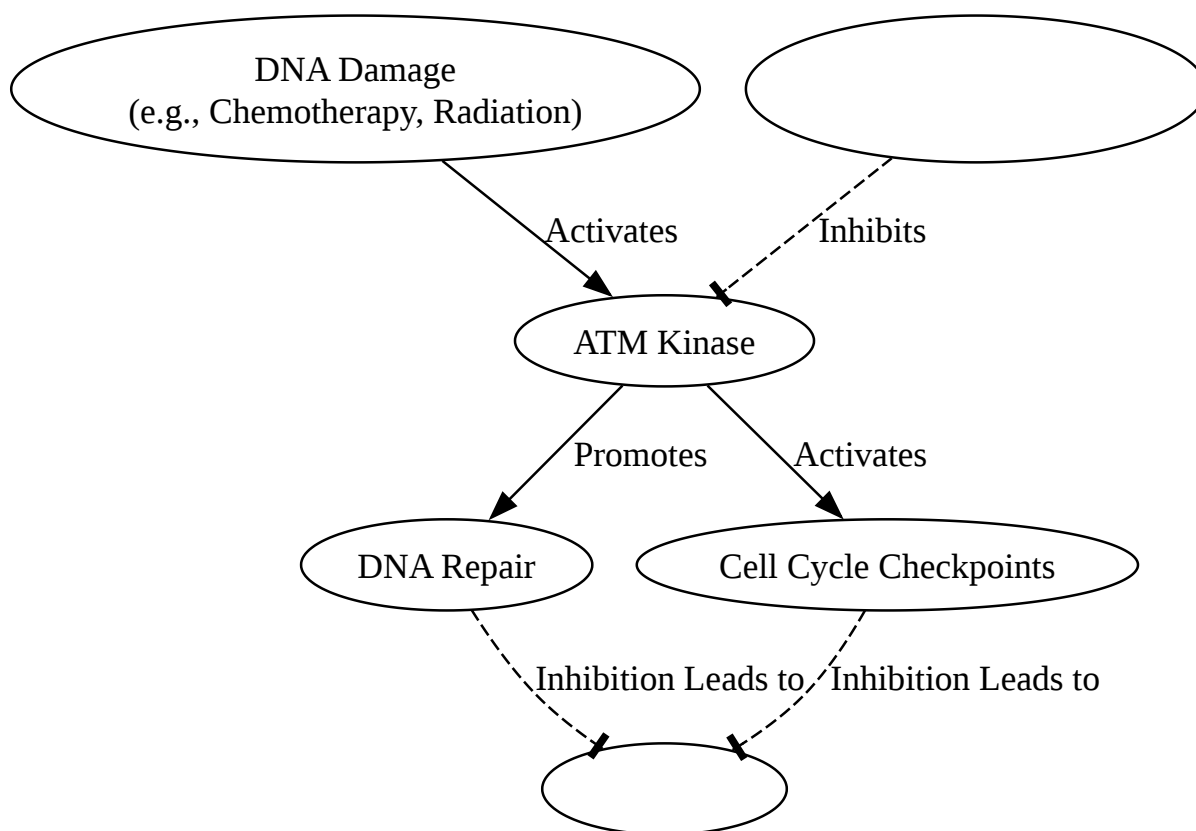 DNA Damage
(e.g., Chemotherapy, Radiation)
Activates
Inhibits
ATM Kinase
Promotes
Activates
DNA Repair
Cell Cycle Checkpoints
Inhibition Leads to
Inhibition Leads to